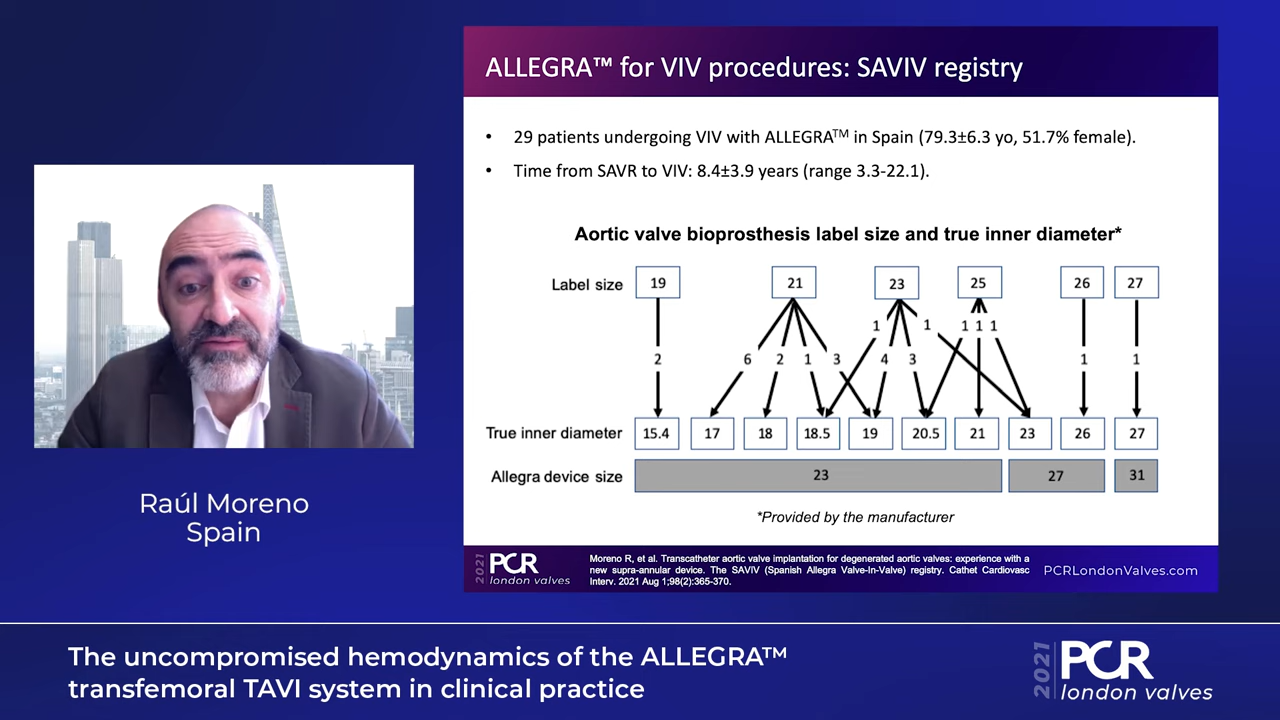 ALLEGRA™ for VIV procedures: SAVIV registry
• 29 patients undergoing VIV with ALLEGRA™ in Spain (79.3±6.3 yo, 51.7% female).
• Time from SAVR to VIV: 8.4±3.9 years (range 3.3-22.1).
Aortic valve bioprosthesis label size and true inner diameter*
Label size 19 21 23 25 26 27
1 1 1 1 1
2 6 2 1 3 4 3 1 1
True inner diameter 15.4 17 18 18.5 19 20.5 21 23 26 27
Allegra device size 23 27 31
*Provided by the manufacturer
2021 PCR
london valves
Moreno R, et al. Transcatheter aortic valve implantation for degenerated aortic valves: experience with a
new supra-annular device. The SAVIV (Spanish Allegra Valve-In-Valve) registry. Cathet Cardiovasc
Interv. 2021 Aug 1;98(2):365-370.
PCRLondonValves.com
Raúl Moreno
Spain
The uncompromised hemodynamics of the ALLEGRA™
transfemoral TAVI system in clinical practice
2021 PCR
london valves